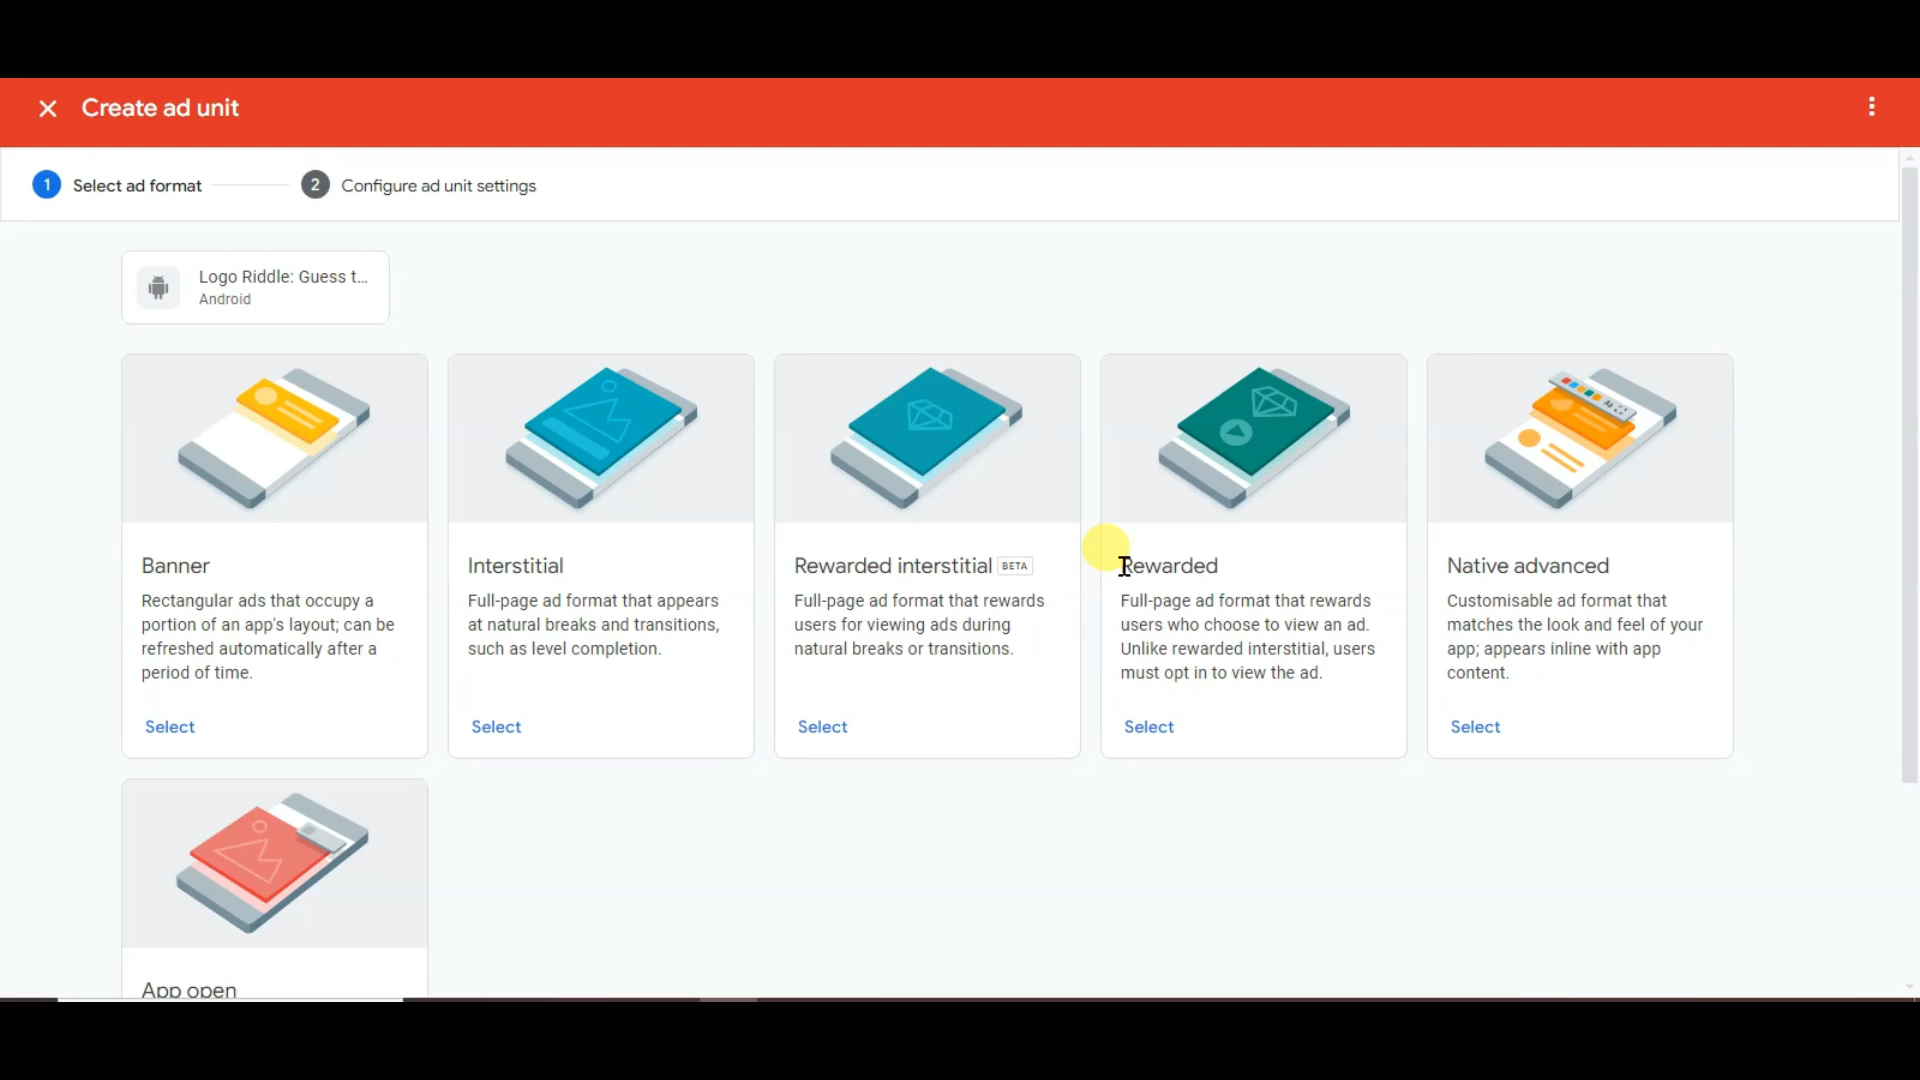 Create ad unit
1 Select ad format
2 Configure ad unit settings
Logo Riddle: Guess t...
Android
Banner
Rectangular ads that occupy a
portion of an app's layout; can be
refreshed automatically after a
period of time.
Select
Interstitial
Full-page ad format that appears
at natural breaks and transitions,
such as level completion.
Select
Rewarded interstitial BETA
Full-page ad format that rewards
users for viewing ads during
natural breaks or transitions.
Select
Rewarded
Full-page ad format that rewards
users who choose to view an ad.
Unlike rewarded interstitial, users
must opt in to view the ad.
Select
Native advanced
Customisable ad format that
matches the look and feel of your
app; appears inline with app
content.
Select
App open